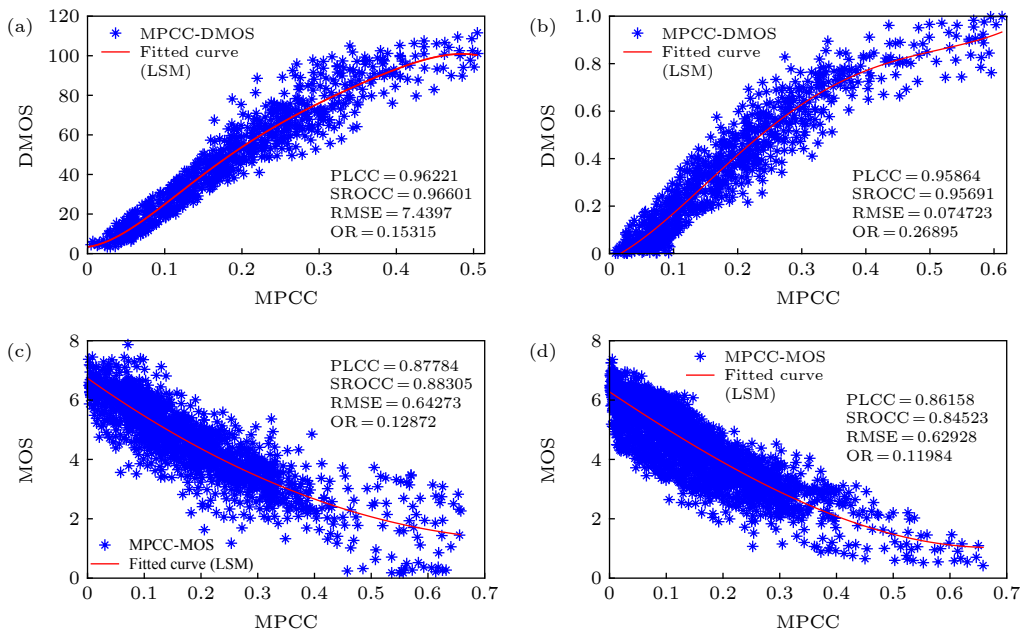 (a)
120
100
80
60
40
20
0
DMOS
MPCC-DMOS
Fitted curve
(LSM)
PLCC = 0.96221
SROCC = 0.96601
RMSE = 7.4397
OR = 0.15315
0 0.1 0.2 0.3 0.4 0.5
MPCC
(b)
1.0
0.8
0.6
0.4
0.2
0
DMOS
MPCC-DMOS
Fitted curve
(LSM)
PLCC = 0.95864
SROCC = 0.95691
RMSE = 0.074723
OR = 0.26895
0 0.1 0.2 0.3 0.4 0.5 0.6
MPCC
(c)
8
6
4
2
0
MOS
PLCC = 0.87784
SROCC = 0.88305
RMSE = 0.64273
OR = 0.12872
MPCC-MOS
Fitted curve (LSM)
0 0.1 0.2 0.3 0.4 0.5 0.6 0.7
MPCC
(d)
8
6
4
2
0
MOS
MPCC-MOS
Fitted curve
(LSM)
PLCC = 0.86158
SROCC = 0.84523
RMSE = 0.62928
OR = 0.11984
0 0.1 0.2 0.3 0.4 0.5 0.6 0.7
MPCC